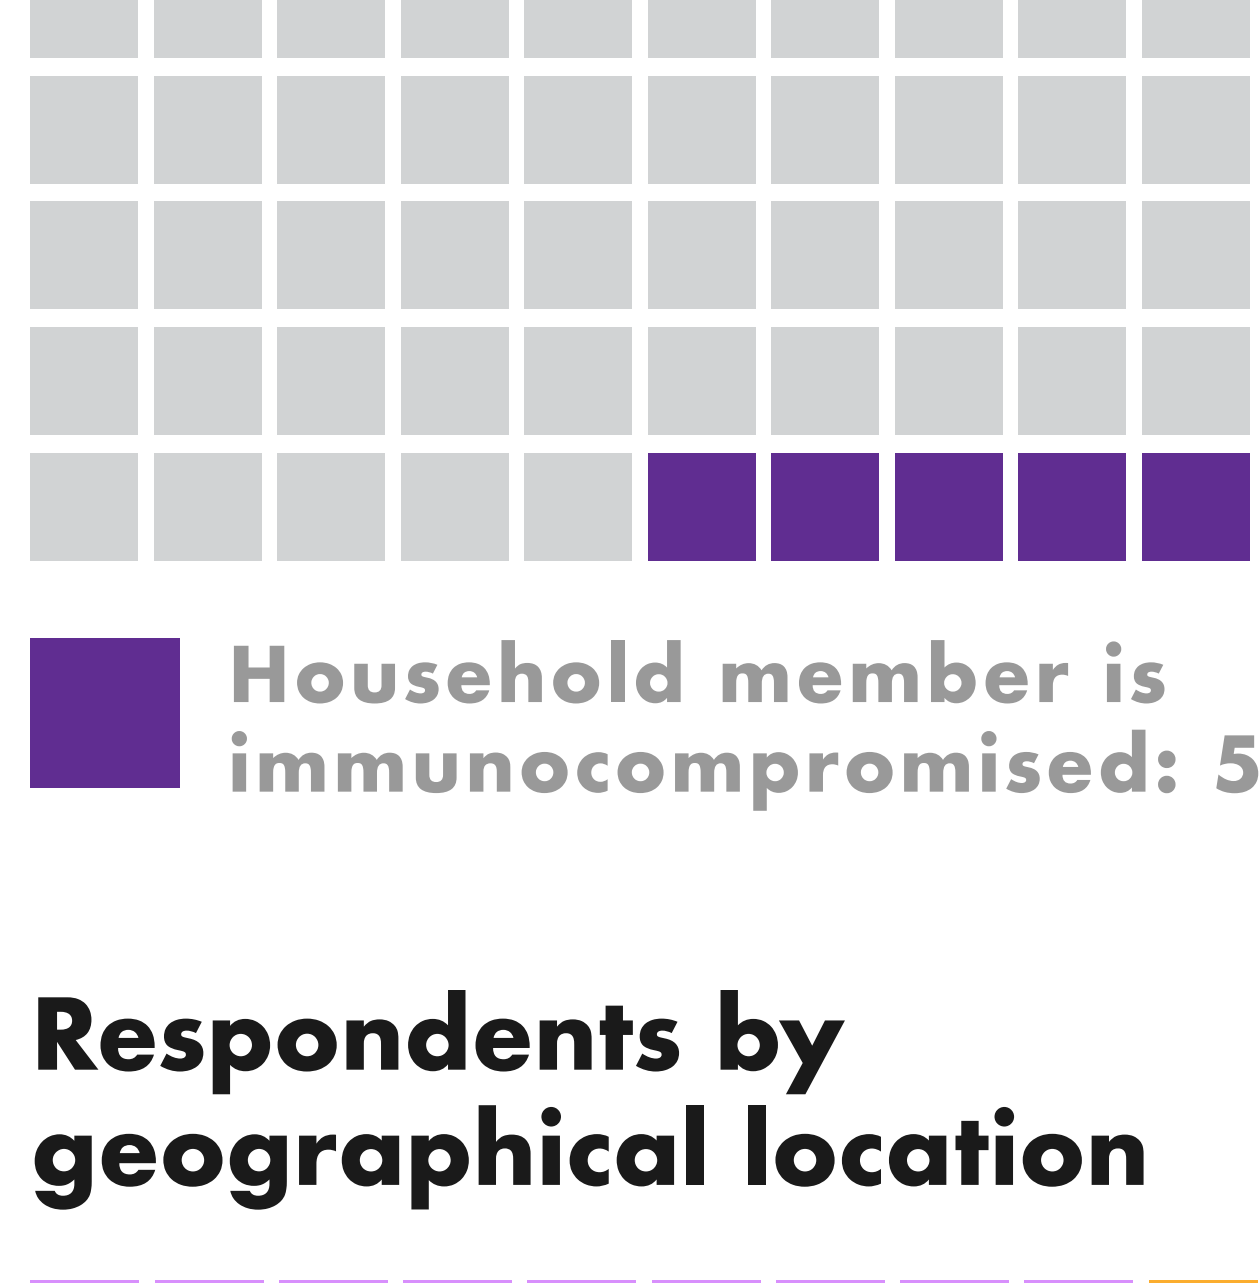 Household member is
immunocompromised: 5
Respondents by
geographical location